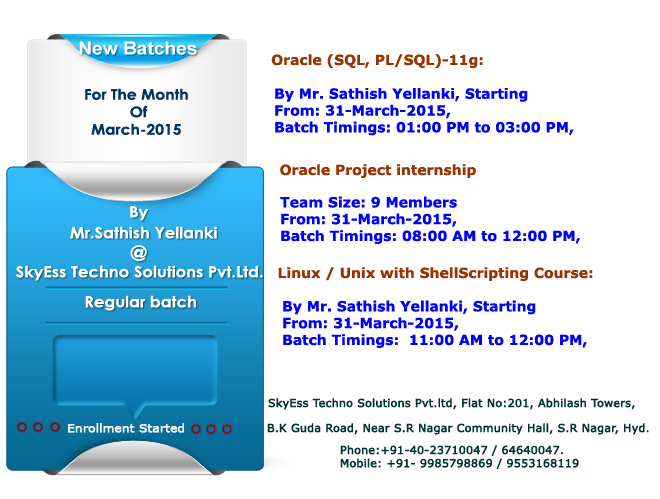 New Batches
For The Month
Of
March-2015
By
Mr.Sathish Yellanki
@
SkyEss Techno Solutions Pvt.Ltd.
Regular batch
Enrollment Started
Oracle (SQL, PL/SQL)-11g:
By Mr. Sathish Yellanki, Starting
From: 31-March-2015,
Batch Timings: 01:00 PM to 03:00 PM,
Oracle Project internship
Team Size: 9 Members
From: 31-March-2015,
Batch Timings: 08:00 AM to 12:00 PM,
Linux / Unix with ShellScripting Course:
By Mr. Sathish Yellanki, Starting
From: 31-March-2015,
Batch Timings:  11:00 AM to 12:00 PM,
SkyEss Techno Solutions Pvt.ltd, Flat No:201, Abhilash Towers,
B.K Guda Road, Near S.R Nagar Community Hall, S.R Nagar, Hyd.
Phone:+91-40-23710047 / 64640047.
Mobile: +91- 9985798869 / 9553168119